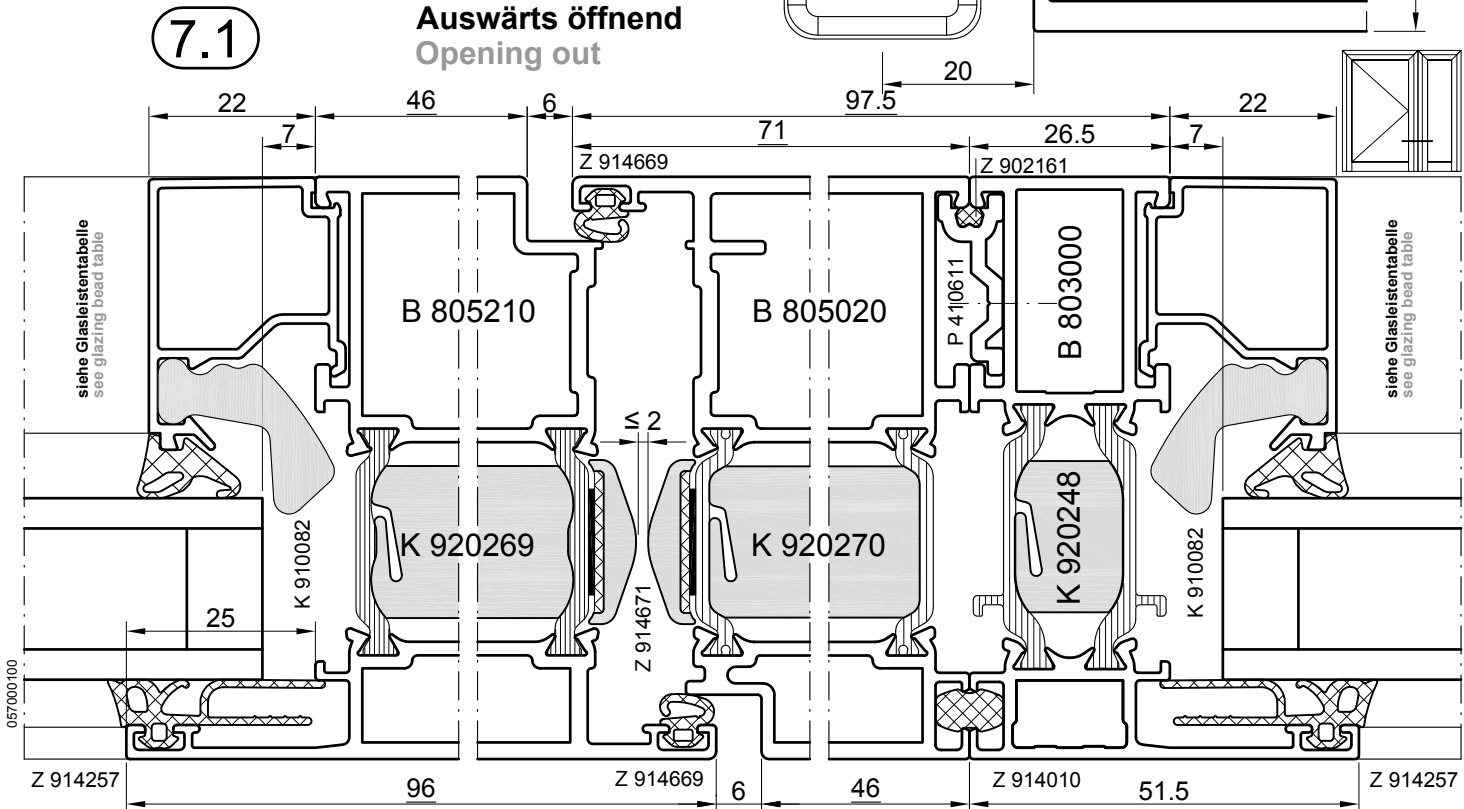 7.1
Auswärts öffnend
Opening out
20
22
46
6
97.5
22
7
71
26.5
7
Z 914669
Z 902161
siehe Glasleistentabelle
see glazing bead table
B 805210
B 805020
P 410611
B 803000
siehe Glasleistentabelle
see glazing bead table
≤ 2
K 910082
K 920269
Z 914671
K 920270
K 920248
K 910082
25
05700100
Z 914257
96
Z 914669
6
46
Z 914010
51.5
Z 914257